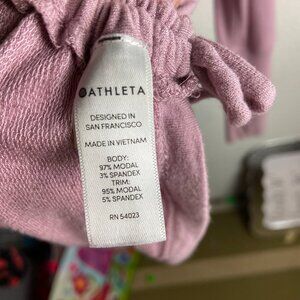 ATHLETA
DESIGNED IN
SAN FRANCISCO
MADE IN VIETNAM
BODY:
97% MODAL
3% SPANDEX
TRIM:
95% MODAL
5% SPANDEX
RN 54023